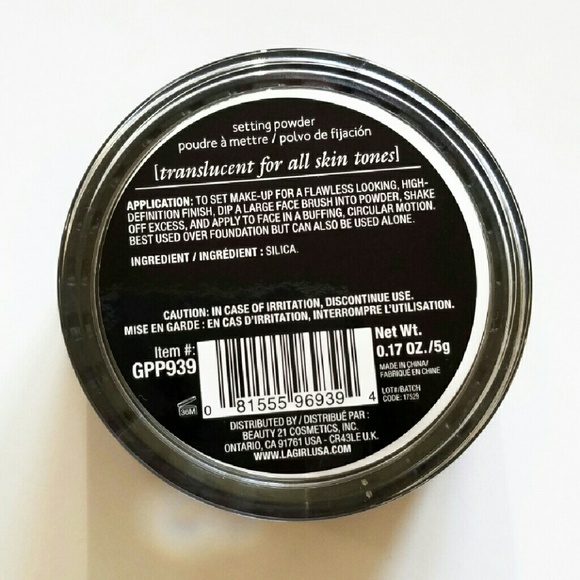 setting powder
poudre à mettre / polvo de fijación
[translucent for all skin tones]
APPLICATION: TO SET MAKE-UP FOR A FLAWLESS LOOKING, HIGH-
DEFINITION FINISH, DIP A LARGE FACE BRUSH INTO POWDER, SHAKE
OFF EXCESS, AND APPLY TO FACE IN A BUFFING, CIRCULAR MOTION.
BEST USED OVER FOUNDATION BUT CAN ALSO BE USED ALONE.
INGREDIENT / INGRÉDIENT : SILICA.
CAUTION: IN CASE OF IRRITATION, DISCONTINUE USE.
MISE EN GARDE : EN CAS D'IRRITATION, INTERROMPRE L'UTILISATION.
Item #:
GPP939
36M
0 81555 96939 4
Net Wt.
0.17 OZ./5g
MADE IN CHINA/
FABRIQUÉ EN CHINE
LOT#/BATCH
CODE: 17529
DISTRIBUTED BY / DISTRIBUÉ PAR :
BEAUTY 21 COSMETICS, INC.
ONTARIO, CA 91761 USA - CR43LE U.K.
WWW.LAGIRLUSA.COM